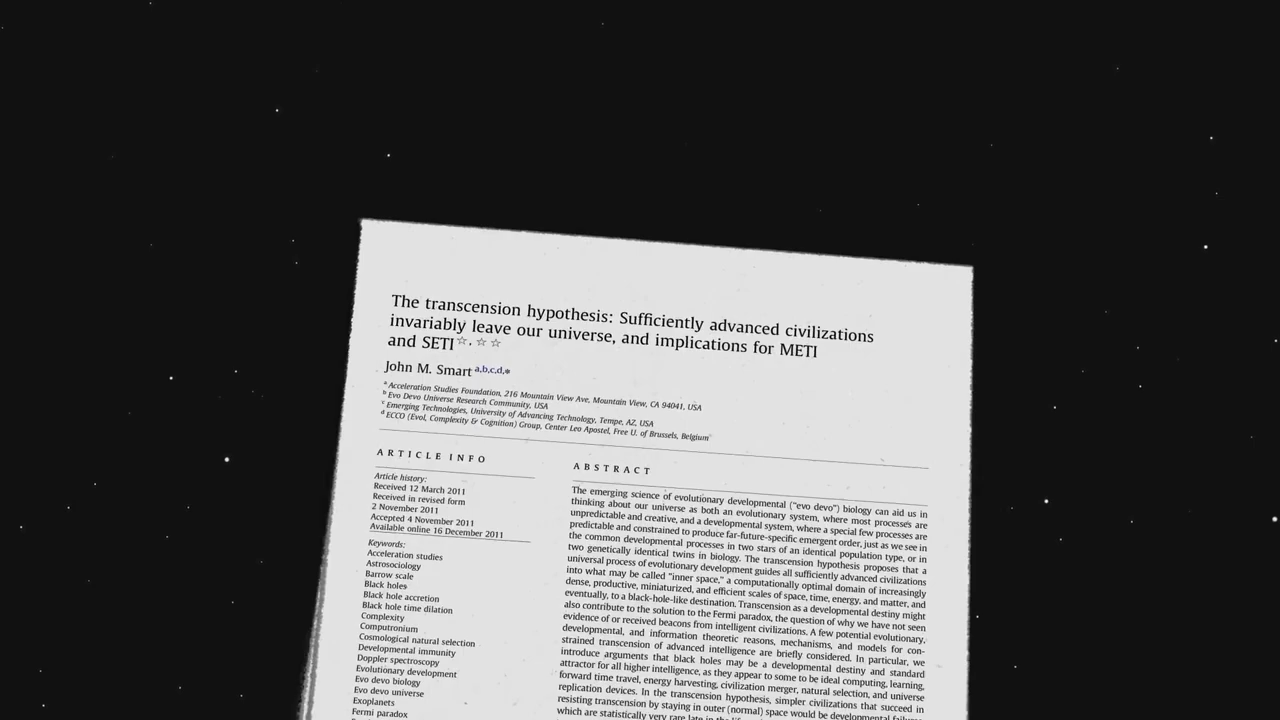 The transcension hypothesis: Sufficiently advanced civilizations
invariably leave our universe, and implications for METI
and SETI☆,☆☆
John M. Smart a,b,c,d,*
a Acceleration Studies Foundation, 216 Mountain View Ave, Mountain View, CA 94041, USA
b Evo Devo Universe Research Community, USA
c Emerging Technologies, University of Advancing Technology, Tempe, AZ, USA
d ECCO (Evol, Complexity & Cognition) Group, Center Leo Apostel, Free U. of Brussels, Belgium
ARTICLE INFO
Article history:
Received 12 March 2011
Received in revised form
2 November 2011
Accepted 4 November 2011
Available online 16 December 2011
Keywords:
Acceleration studies
Astrosociology
Barrow scale
Black holes
Black hole accretion
Black hole time dilation
Complexity
Computronium
Cosmological natural selection
Developmental immunity
Doppler spectroscopy
Evolutionary development
Evo devo biology
Evo devo universe
Exoplanets
Fermi paradox
ABSTRACT
The emerging science of evolutionary developmental ("evo devo") biology can aid us in
thinking about our universe as both an evolutionary system, where most processes are
unpredictable and creative, and a developmental system, where a special few processes are
predictable and constrained to produce far-future-specific emergent order, just as we see in
the common developmental processes in two stars of an identical population type, or in
two genetically identical twins in biology. The transcension hypothesis proposes that a
universal process of evolutionary development guides all sufficiently advanced civilizations
into what may be called "inner space," a computationally optimal domain of increasingly
dense, productive, miniaturized, and efficient scales of space, time, energy, and matter, and
eventually, to a black-hole-like destination. Transcension as a developmental destiny might
also contribute to the solution to the Fermi paradox, the question of why we have not seen
evidence of or received beacons from intelligent civilizations. A few potential evolutionary,
developmental, and information theoretic reasons, mechanisms, and models for con-
strained transcension of advanced intelligence are briefly considered. In particular, we
introduce arguments that black holes may be a developmental destiny and standard
attractor for all higher intelligence, as they appear to some to be ideal computing, learning,
forward time travel, energy harvesting, civilization merger, natural selection, and universe
replication devices. In the transcension hypothesis, simpler civilizations that succeed in
resisting transcension by staying in outer (normal) space would be developmental failures,
which are statistically very rare late in the